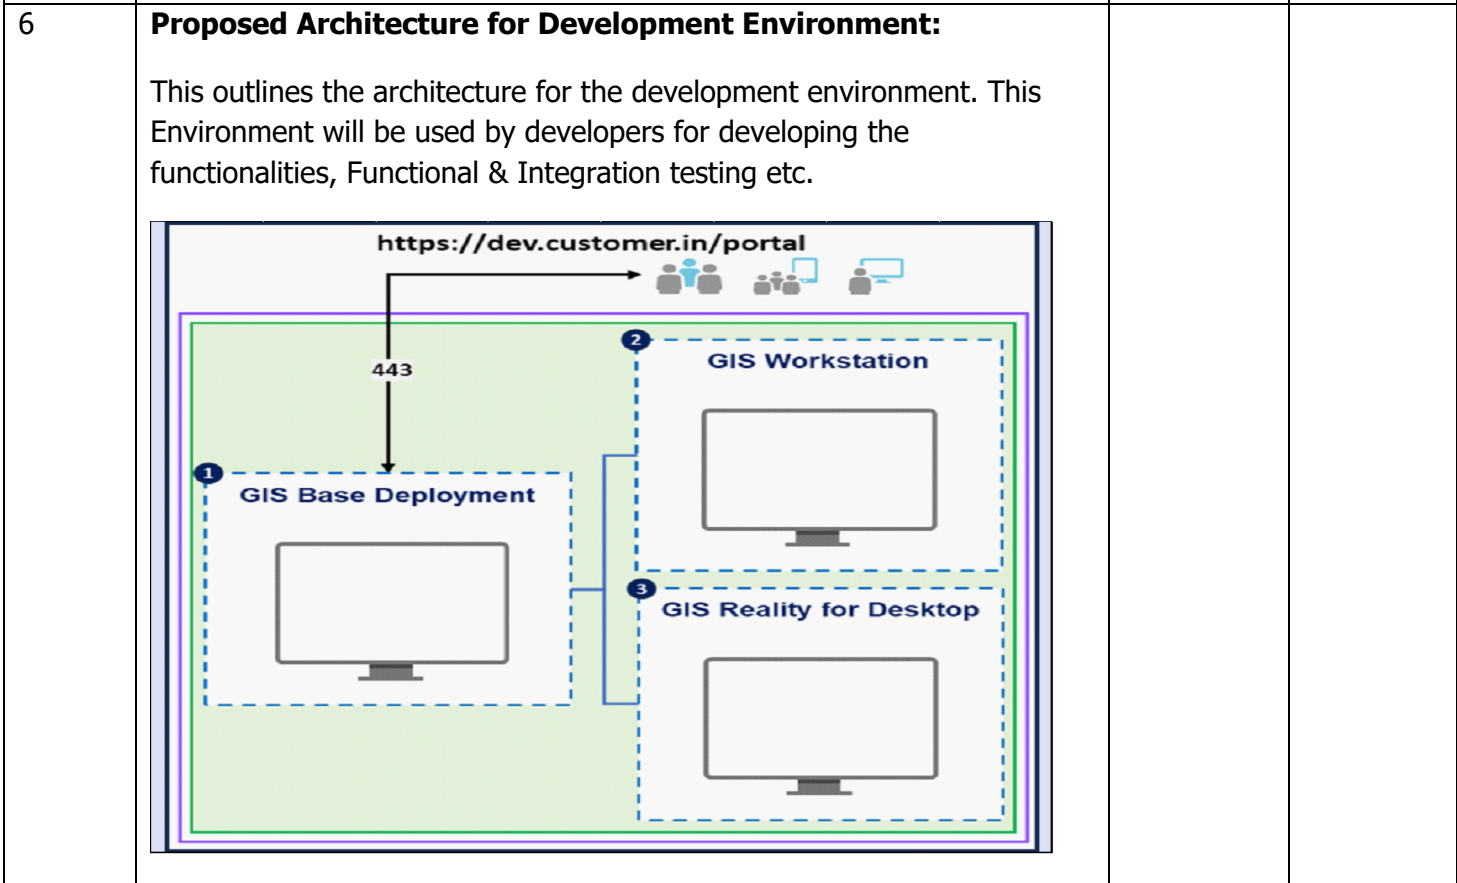 6
Proposed Architecture for Development Environment:
This outlines the architecture for the development environment. This
Environment will be used by developers for developing the
functionalities, Functional & Integration testing etc.
https://dev.customer.in/portal
443
2
GIS Workstation
1
GIS Base Deployment
3
GIS Reality for Desktop